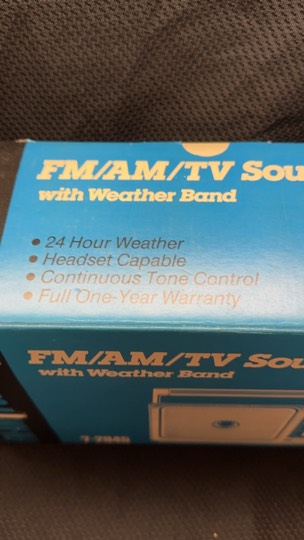 FM/AM/TV Sou
with Weather Band
• 24 Hour Weather
• Headset Capable
• Continuous Tone Control
• Full One-Year Warranty
FM/AM/TV Sou
with Weather Band